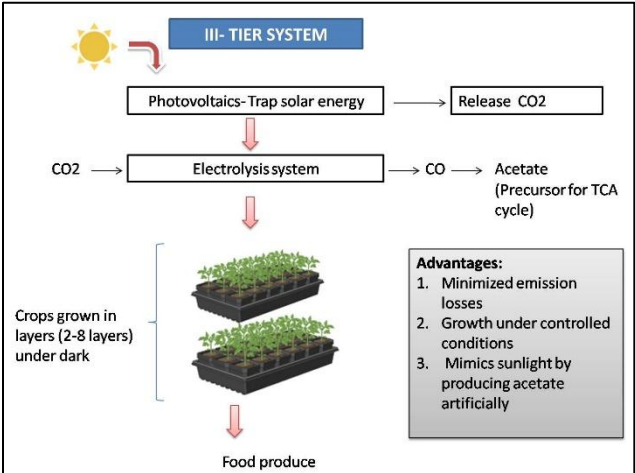 III- TIER SYSTEM
Photovoltaics- Trap solar energy
Release CO2
CO2
Electrolysis system
CO
Acetate
(Precursor for TCA
cycle)
Crops grown in
layers (2-8 layers)
under dark
Advantages:
1. Minimized emission
losses
2. Growth under controlled
conditions
3. Mimics sunlight by
producing acetate
artificially
Food produce